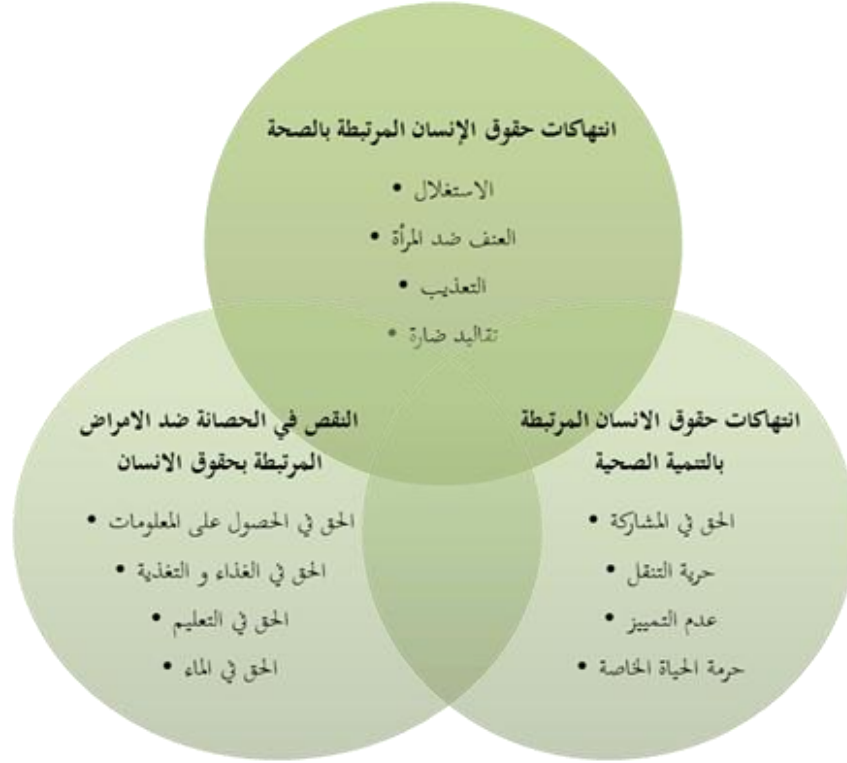 انتهاكات حقوق الإنسان المرتبطة بالصحة
• الاستغلال
• العنف ضد المرأة
• التعذيب
• تقاليد ضارة
انتهاكات حقوق الانسان المرتبطة
بالتنمية الصحية
• الحق في المشاركة
• حرية التنقل
• عدم التمييز
• حرمة الحياة الخاصة
النقص في الحصانة ضد الامراض
المرتبطة بحقوق الانسان
• الحق في الحصول على المعلومات
• الحق في الغذاء و التغذية
• الحق في التعليم
• الحق في الماء